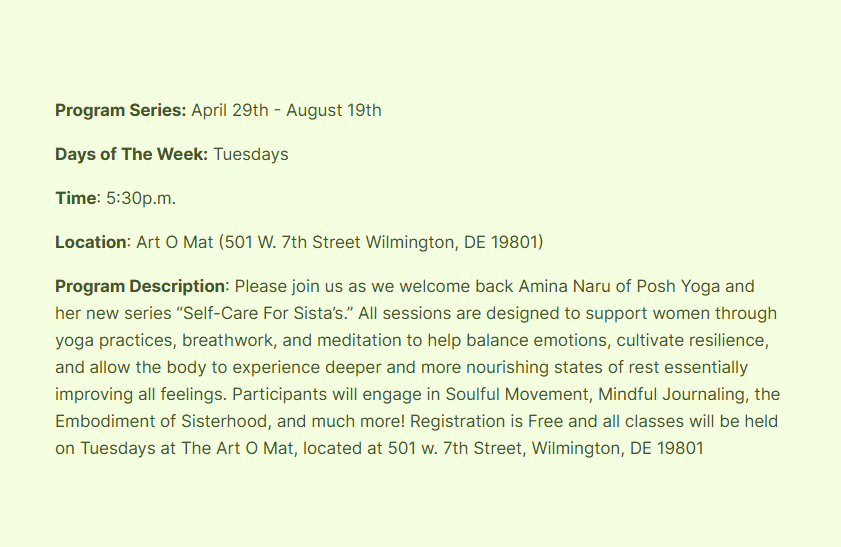 Program Series: April 29th - August 19th
Days of The Week: Tuesdays
Time: 5:30p.m.
Location: Art O Mat (501 W. 7th Street Wilmington, DE 19801)
Program Description: Please join us as we welcome back Amina Naru of Posh Yoga and
her new series “Self-Care For Sista’s.” All sessions are designed to support women through
yoga practices, breathwork, and meditation to help balance emotions, cultivate resilience,
and allow the body to experience deeper and more nourishing states of rest essentially
improving all feelings. Participants will engage in Soulful Movement, Mindful Journaling, the
Embodiment of Sisterhood, and much more! Registration is Free and all classes will be held
on Tuesdays at The Art O Mat, located at 501 w. 7th Street, Wilmington, DE 19801